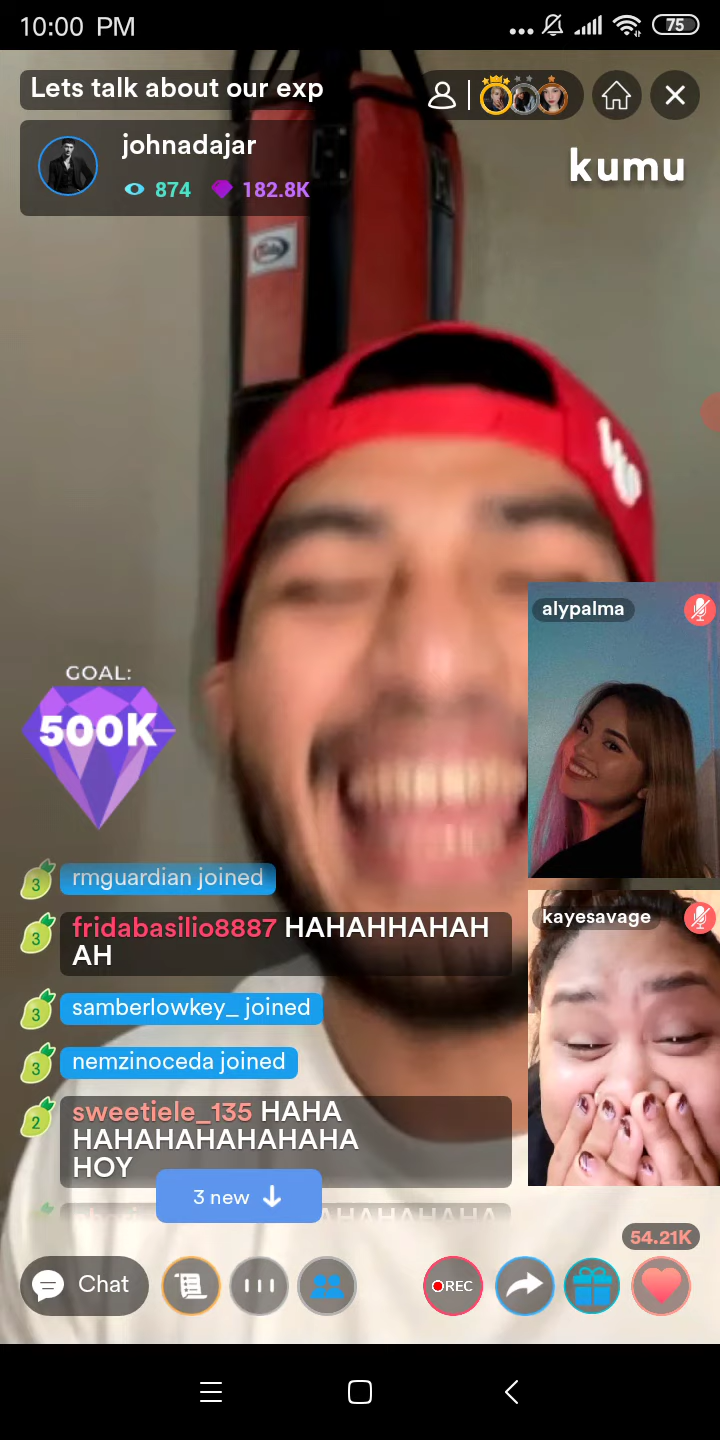 10:00 PM
75
Lets talk about our exp
johnadajar
874
182.8K
kumu
alypalma
GOAL:
500K
3
rmguardian joined
kayesavage
3
fridabasilio8887 HAHAHHAHAH
AH
3
samberlowkey_ joined
3
nemzinoceda joined
2
sweetiele_135 HAHA
HAHAHAHAHAHAHA
HOY
3 new
AHAHAHAHA
54.21K
Chat
REC